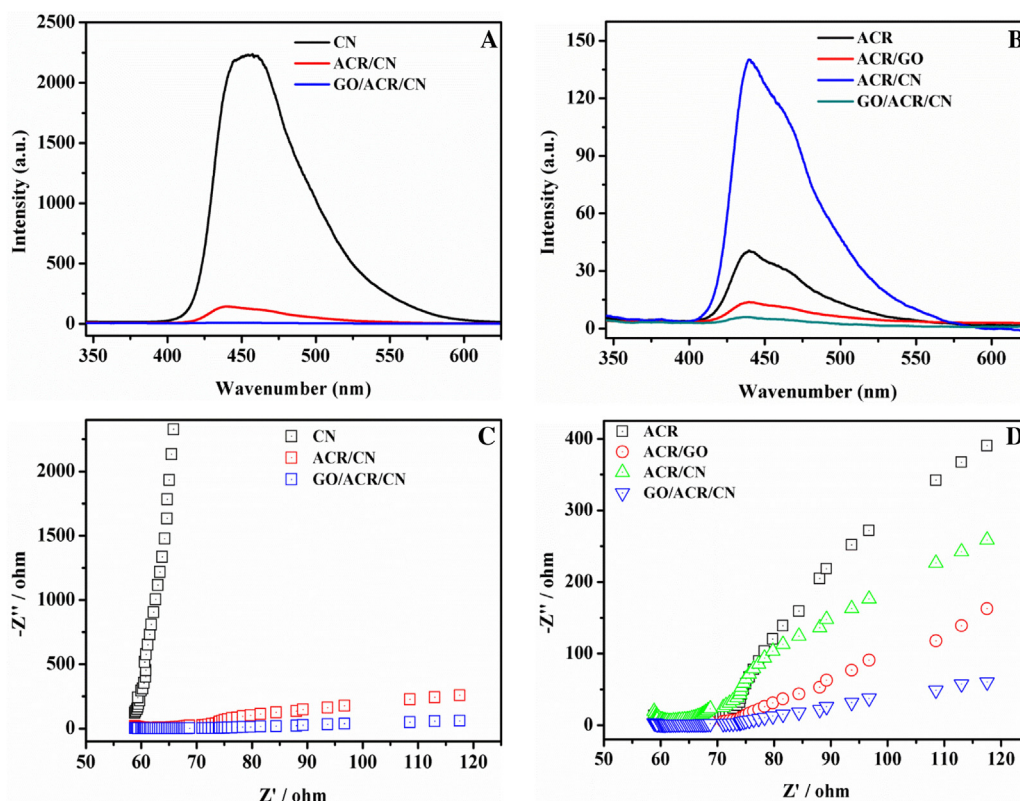 A
CN
ACR/CN
GO/ACR/CN
2500
2000
1500
1000
500
0
Intensity (a.u.)
350 400 450 500 550 600
Wavenumber (nm)
B
ACR
ACR/GO
ACR/CN
GO/ACR/CN
150
120
90
60
30
0
Intensity (a.u.)
350 400 450 500 550 600
Wavenumber (nm)
C
CN
ACR/CN
GO/ACR/CN
2000
1500
1000
500
0
-Z'' / ohm
50 60 70 80 90 100 110 120
Z' / ohm
D
ACR
ACR/GO
ACR/CN
GO/ACR/CN
400
300
200
100
0
-Z'' / ohm
50 60 70 80 90 100 110 120
Z' / ohm